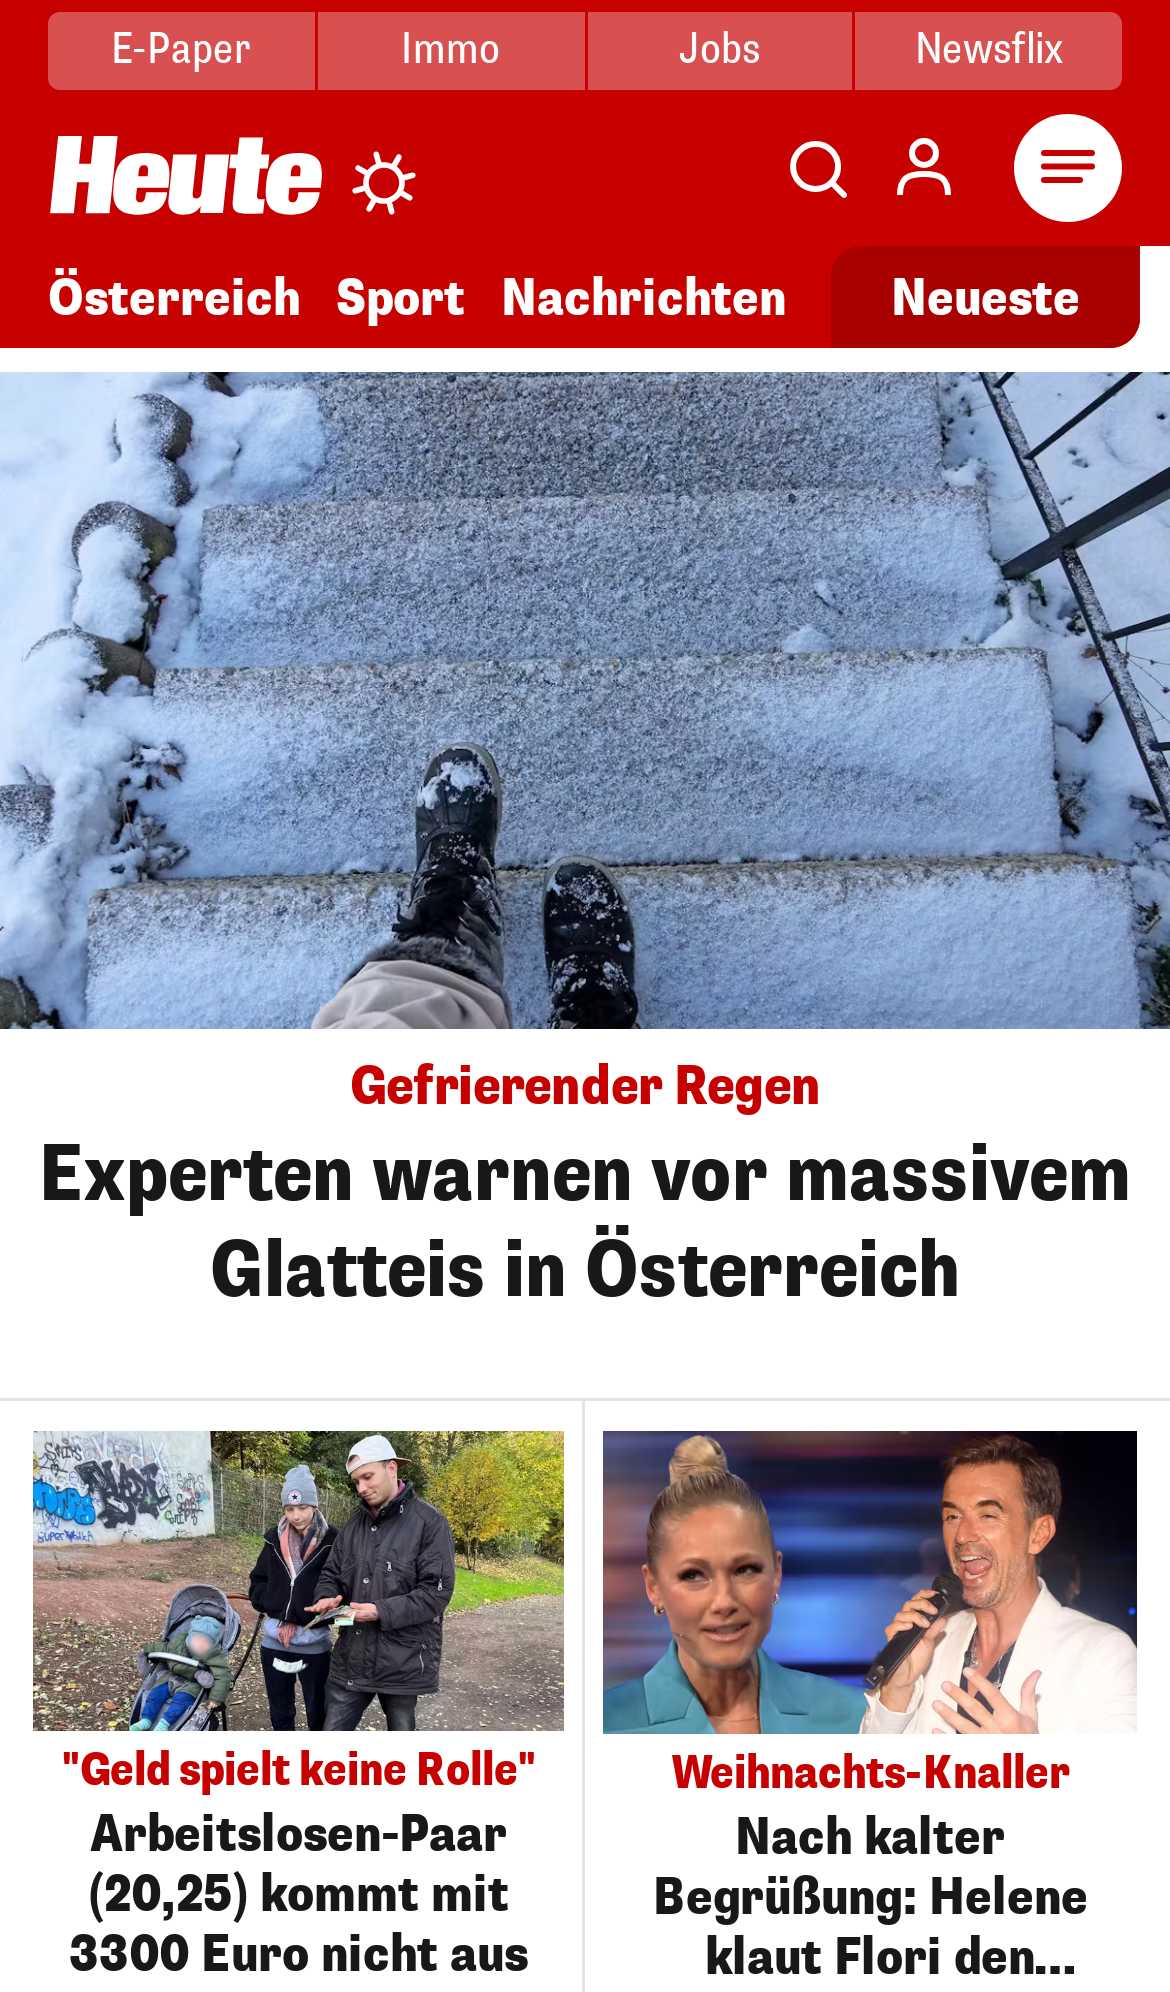 E-Paper
Immo
Jobs
Newsflix
Heute
Österreich
Sport
Nachrichten
Neueste
Gefrierender Regen
Experten warnen vor massivem
Glatteis in Österreich
"Geld spielt keine Rolle"
Arbeitslosen-Paar
(20,25) kommt mit
3300 Euro nicht aus
Weihnachts-Knaller
Nach kalter
Begrüßung: Helene
klaut Flori den...